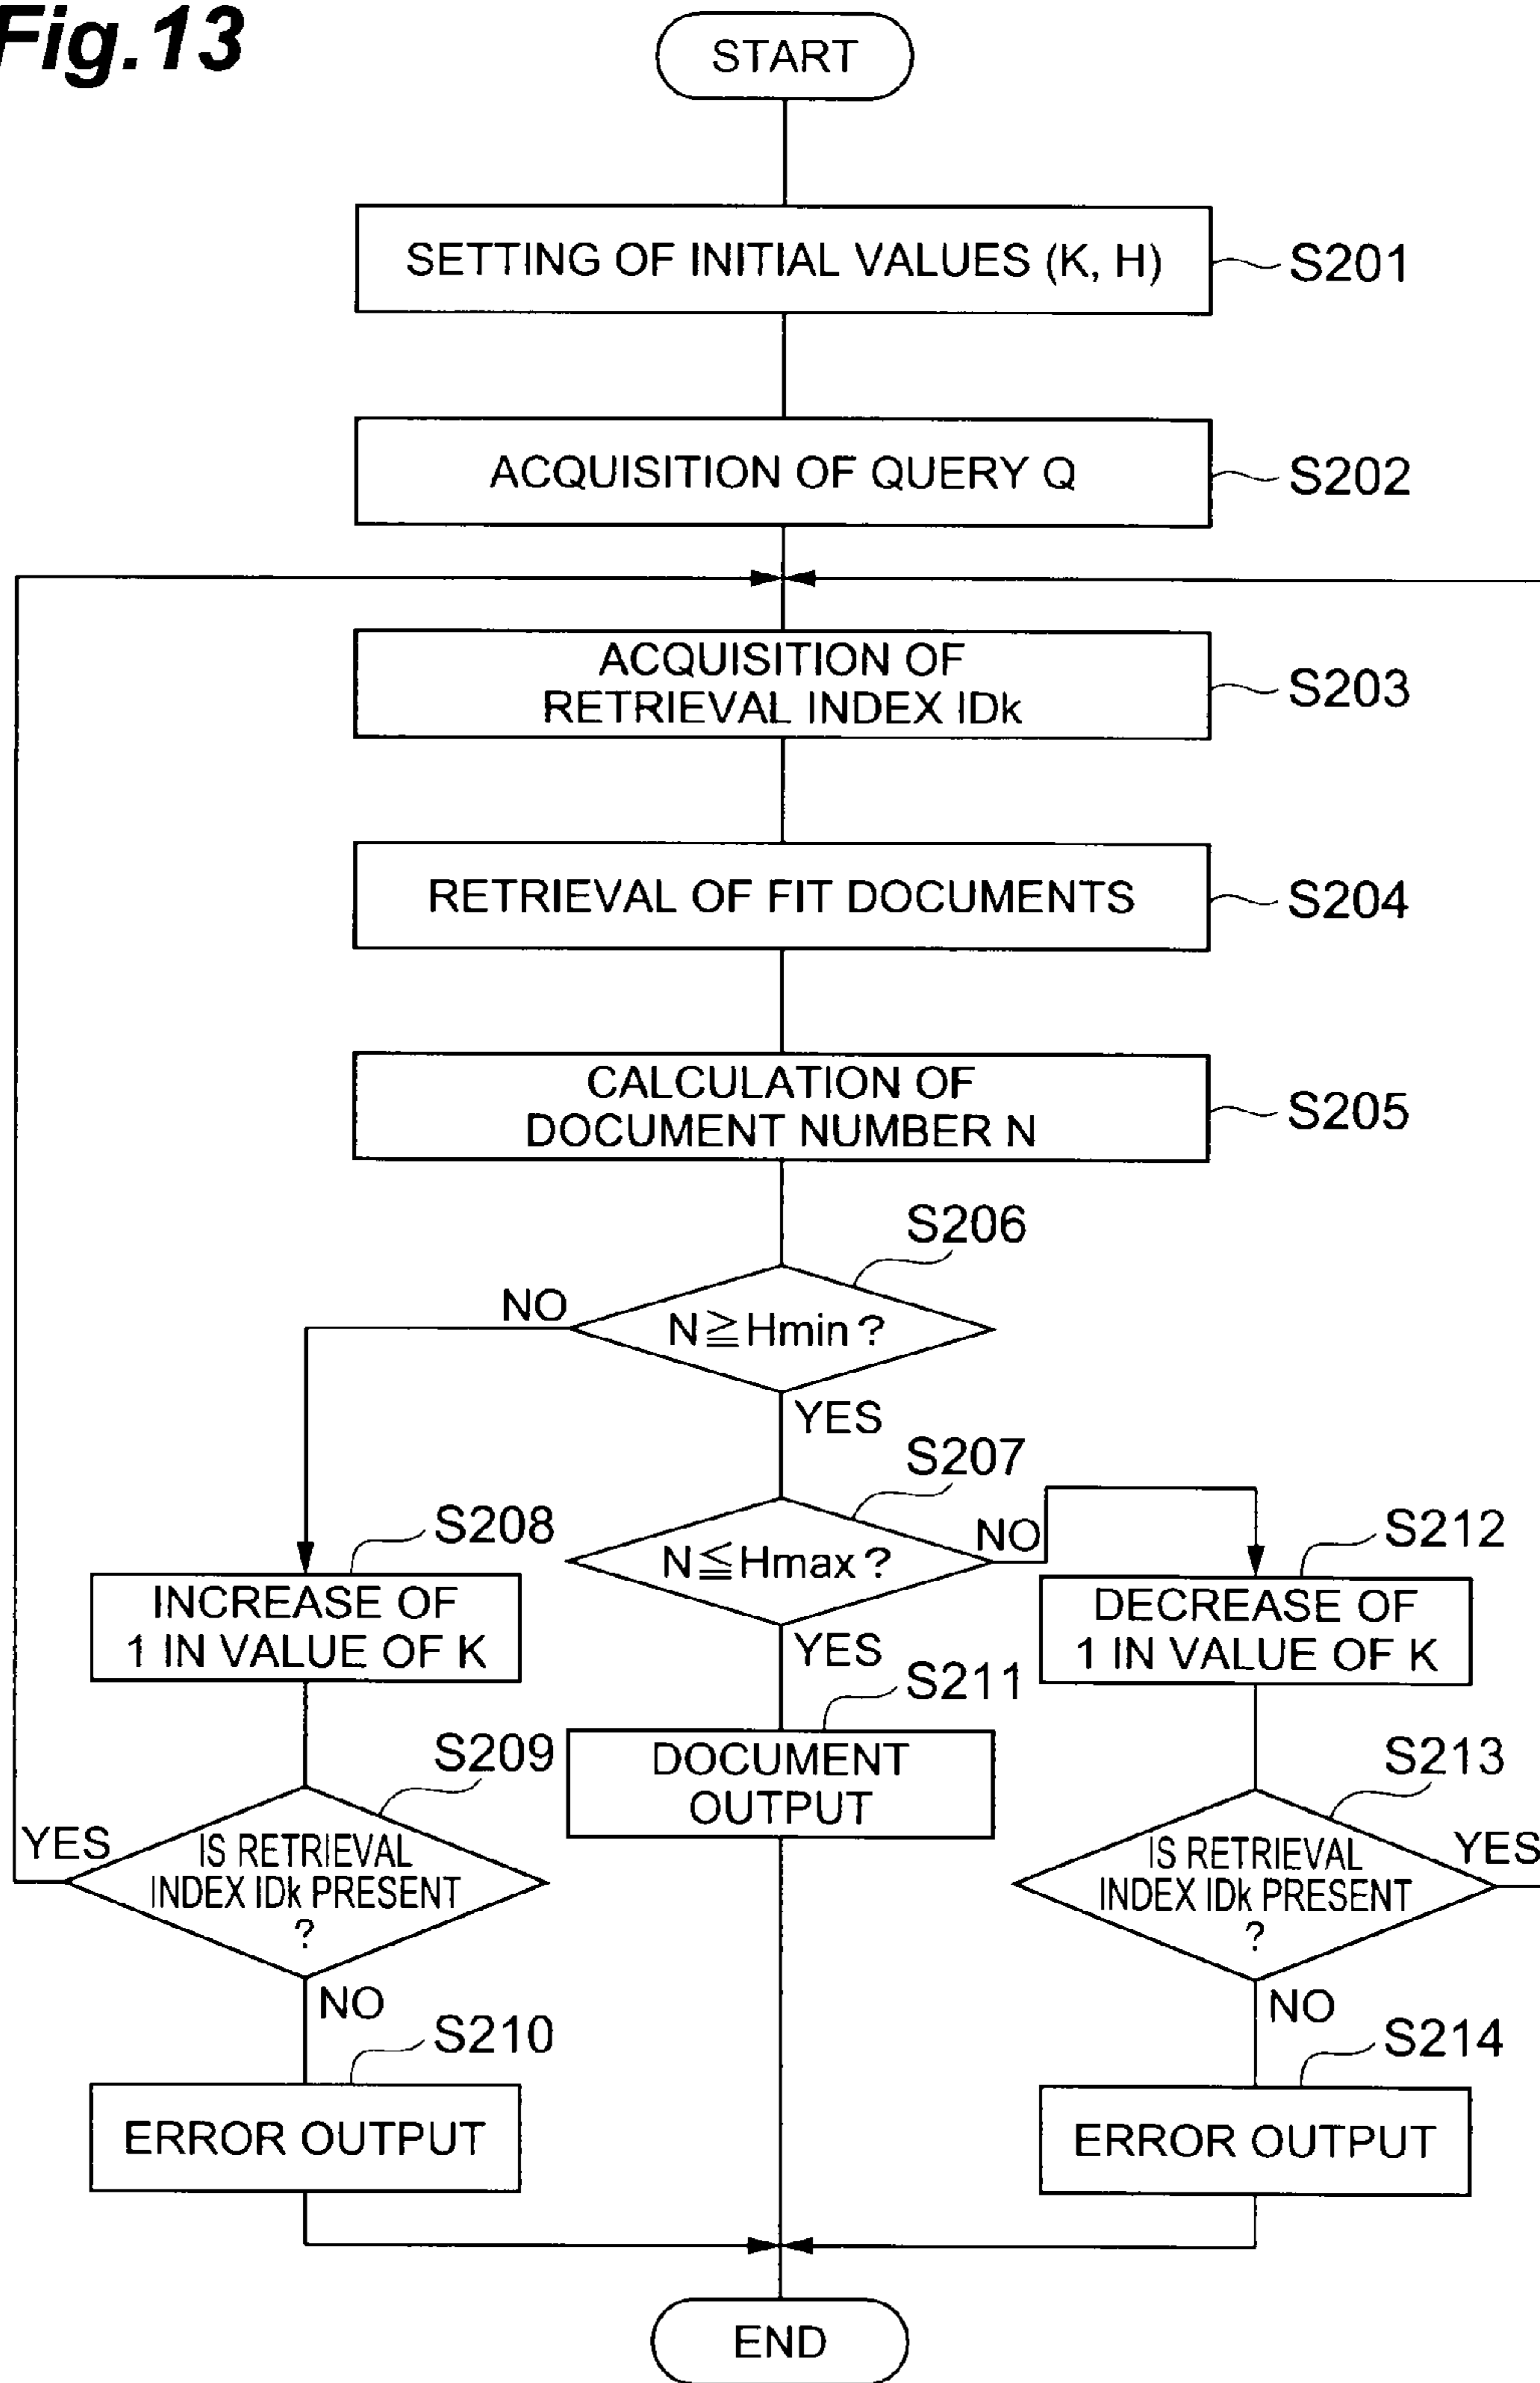 Fig.13
START
SETTING OF INITIAL VALUES (K, H)
S201
ACQUISITION OF QUERY Q
S202
ACQUISITION OF
RETRIEVAL INDEX IDk
S203
RETRIEVAL OF FIT DOCUMENTS
S204
CALCULATION OF
DOCUMENT NUMBER N
S205
S206
NO
N≧Hmin?
YES
S207
NO
N≦Hmax?
YES
S208
INCREASE OF
1 IN VALUE OF K
S212
DECREASE OF
1 IN VALUE OF K
S211
DOCUMENT
OUTPUT
S209
YES
IS RETRIEVAL
INDEX IDk PRESENT
?
NO
S213
YES
IS RETRIEVAL
INDEX IDk PRESENT
?
NO
S210
ERROR OUTPUT
S214
ERROR OUTPUT
END